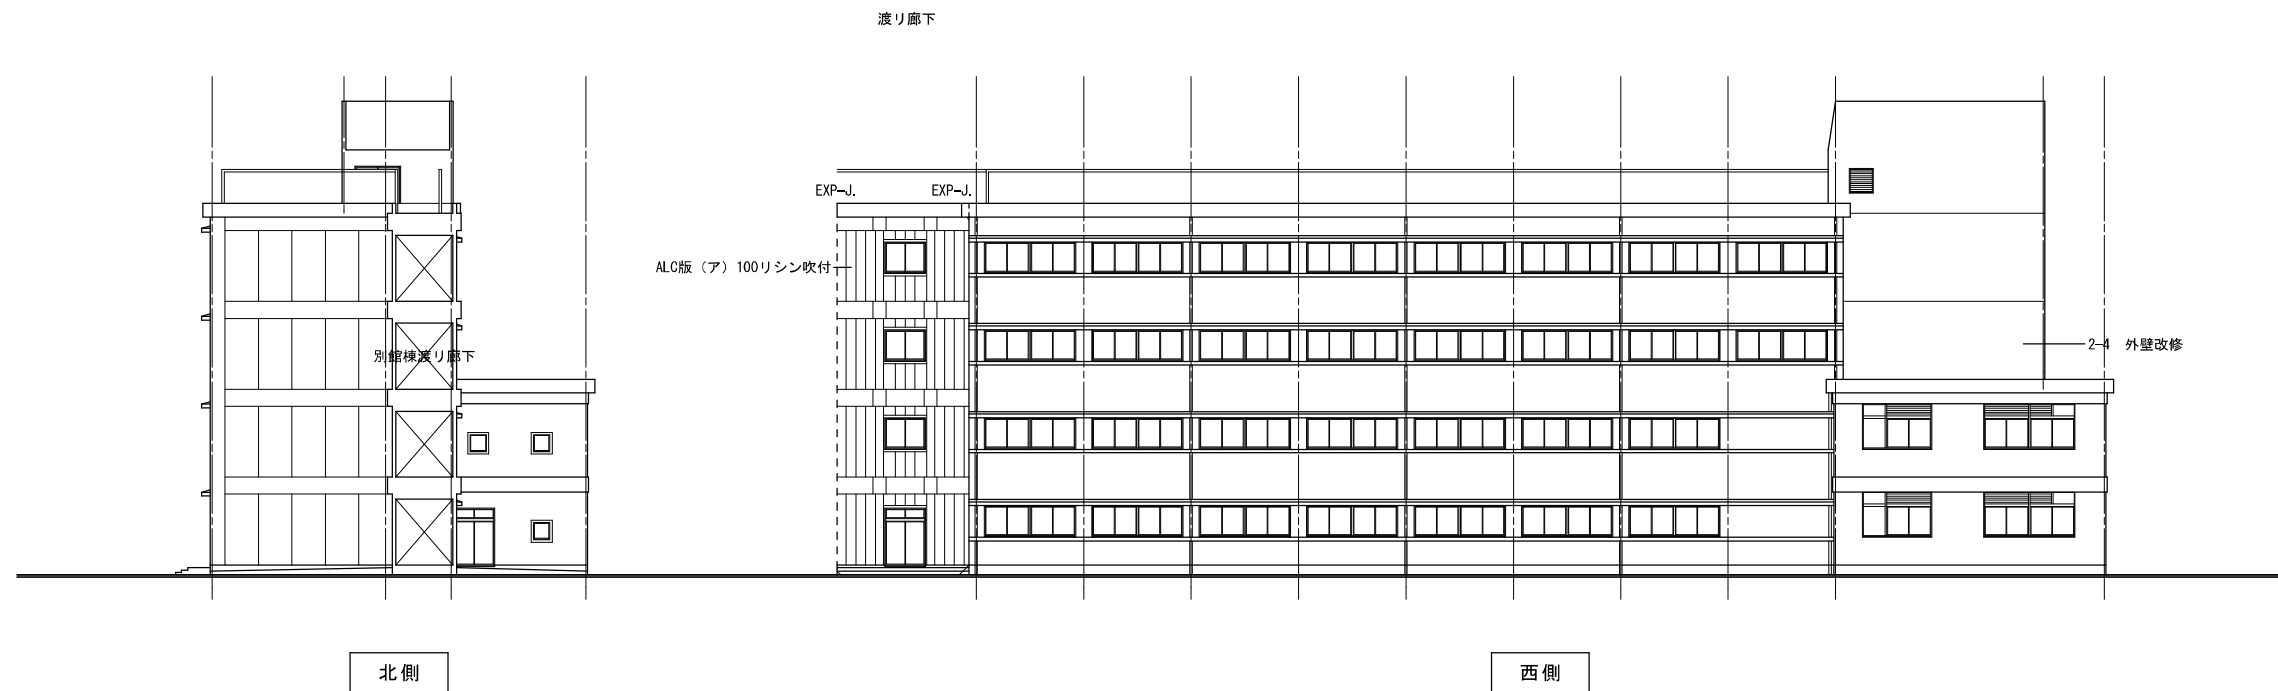 渡り廊下
EXP-J.
EXP-J.
ALC版（ア）100リシン吹付
別館棟渡り廊下
2-4 外壁改修
北側
西側